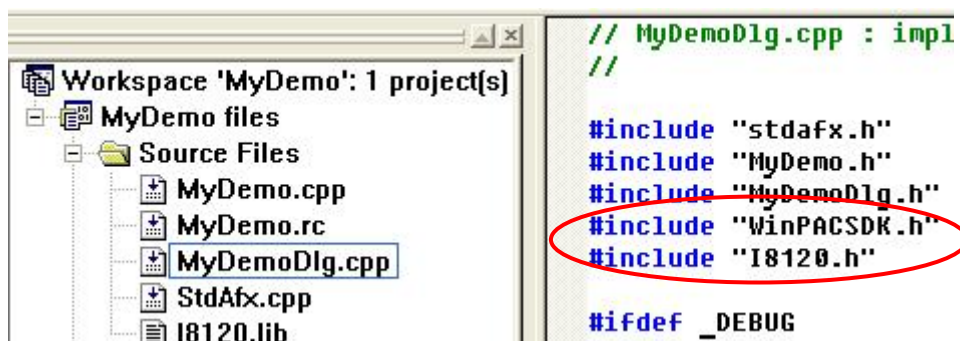 Workspace 'MyDemo': 1 project(s)
MyDemo files
Source Files
MyDemo.cpp
MyDemo.rc
MyDemoDlg.cpp
StdAfx.cpp
I8120.lib
// MyDemoDlg.cpp : impl
//
#include "stdafx.h"
#include "MyDemo.h"
#include "MyDemoDlg.h"
#include "WinPACSDK.h"
#include "I8120.h"
#ifdef _DEBUG